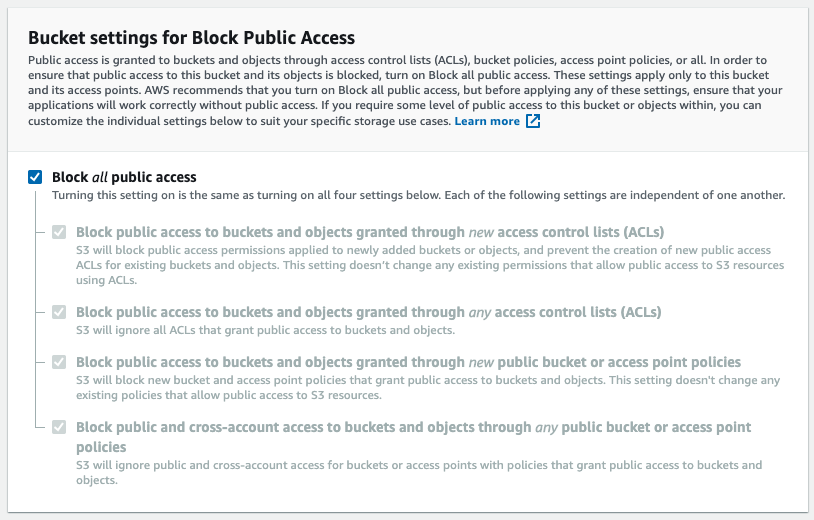 Bucket settings for Block Public Access
Public access is granted to buckets and objects through access control lists (ACLs), bucket policies, access point policies, or all. In order to
ensure that public access to this bucket and its objects is blocked, turn on Block all public access. These settings apply only to this bucket
and its access points. AWS recommends that you turn on Block all public access, but before applying any of these settings, ensure that your
applications will work correctly without public access. If you require some level of public access to this bucket or objects within, you can
customize the individual settings below to suit your specific storage use cases. Learn more
Block all public access
Turning this setting on is the same as turning on all four settings below. Each of the following settings are independent of one another.
Block public access to buckets and objects granted through new access control lists (ACLs)
S3 will block public access permissions applied to newly added buckets or objects, and prevent the creation of new public access
ACLs for existing buckets and objects. This setting doesn't change any existing permissions that allow public access to S3 resources
using ACLs.
Block public access to buckets and objects granted through any access control lists (ACLs)
S3 will ignore all ACLs that grant public access to buckets and objects.
Block public access to buckets and objects granted through new public bucket or access point policies
S3 will block new bucket and access point policies that grant public access to buckets and objects. This setting doesn't change any
existing policies that allow public access to S3 resources.
Block public and cross-account access to buckets and objects through any public bucket or access point
policies
S3 will ignore public and cross-account access for buckets or access points with policies that grant public access to buckets and
objects.